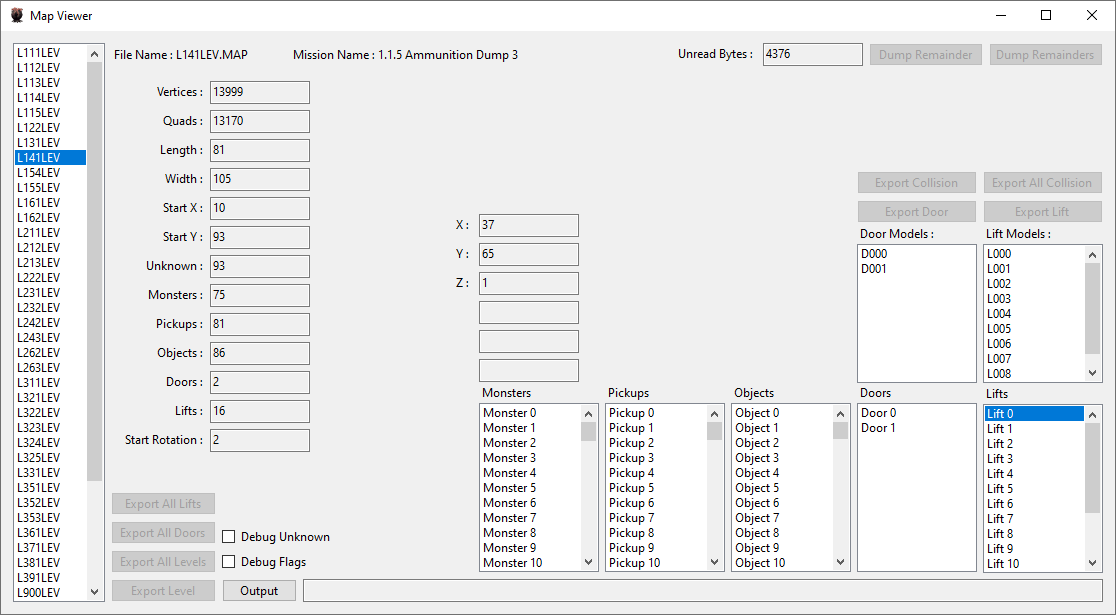 Map Viewer
File Name : L141LEV.MAP
Mission Name : 1.1.5 Ammunition Dump 3
Unread Bytes :
4376
Dump Remainder
Dump Remainders
L111LEV
L112LEV
L113LEV
L114LEV
L115LEV
L122LEV
L131LEV
L141LEV
L154LEV
L155LEV
L161LEV
L162LEV
L211LEV
L212LEV
L213LEV
L222LEV
L231LEV
L232LEV
L242LEV
L243LEV
L262LEV
L263LEV
L311LEV
L321LEV
L322LEV
L323LEV
L324LEV
L325LEV
L331LEV
L351LEV
L352LEV
L353LEV
L361LEV
L371LEV
L381LEV
L391LEV
L900LEV
Vertices : 13999
Quads : 13170
Length : 81
Width : 105
Start X : 10
Start Y : 93
Unknown : 93
Monsters : 75
Pickups : 81
Objects : 86
Doors : 2
Lifts : 16
Start Rotation : 2
X : 37
Y : 65
Z : 1
Export Collision
Export All Collision
Export Door
Export Lift
Door Models :
D000
D001
Lift Models :
L000
L001
L002
L003
L004
L005
L006
L007
L008
Monsters
Monster 0
Monster 1
Monster 2
Monster 3
Monster 4
Monster 5
Monster 6
Monster 7
Monster 8
Monster 9
Monster 10
Pickups
Pickup 0
Pickup 1
Pickup 2
Pickup 3
Pickup 4
Pickup 5
Pickup 6
Pickup 7
Pickup 8
Pickup 9
Pickup 10
Objects
Object 0
Object 1
Object 2
Object 3
Object 4
Object 5
Object 6
Object 7
Object 8
Object 9
Object 10
Doors
Door 0
Door 1
Lifts
Lift 0
Lift 1
Lift 2
Lift 3
Lift 4
Lift 5
Lift 6
Lift 7
Lift 8
Lift 9
Lift 10
Export All Lifts
Export All Doors
Debug Unknown
Export All Levels
Debug Flags
Export Level
Output